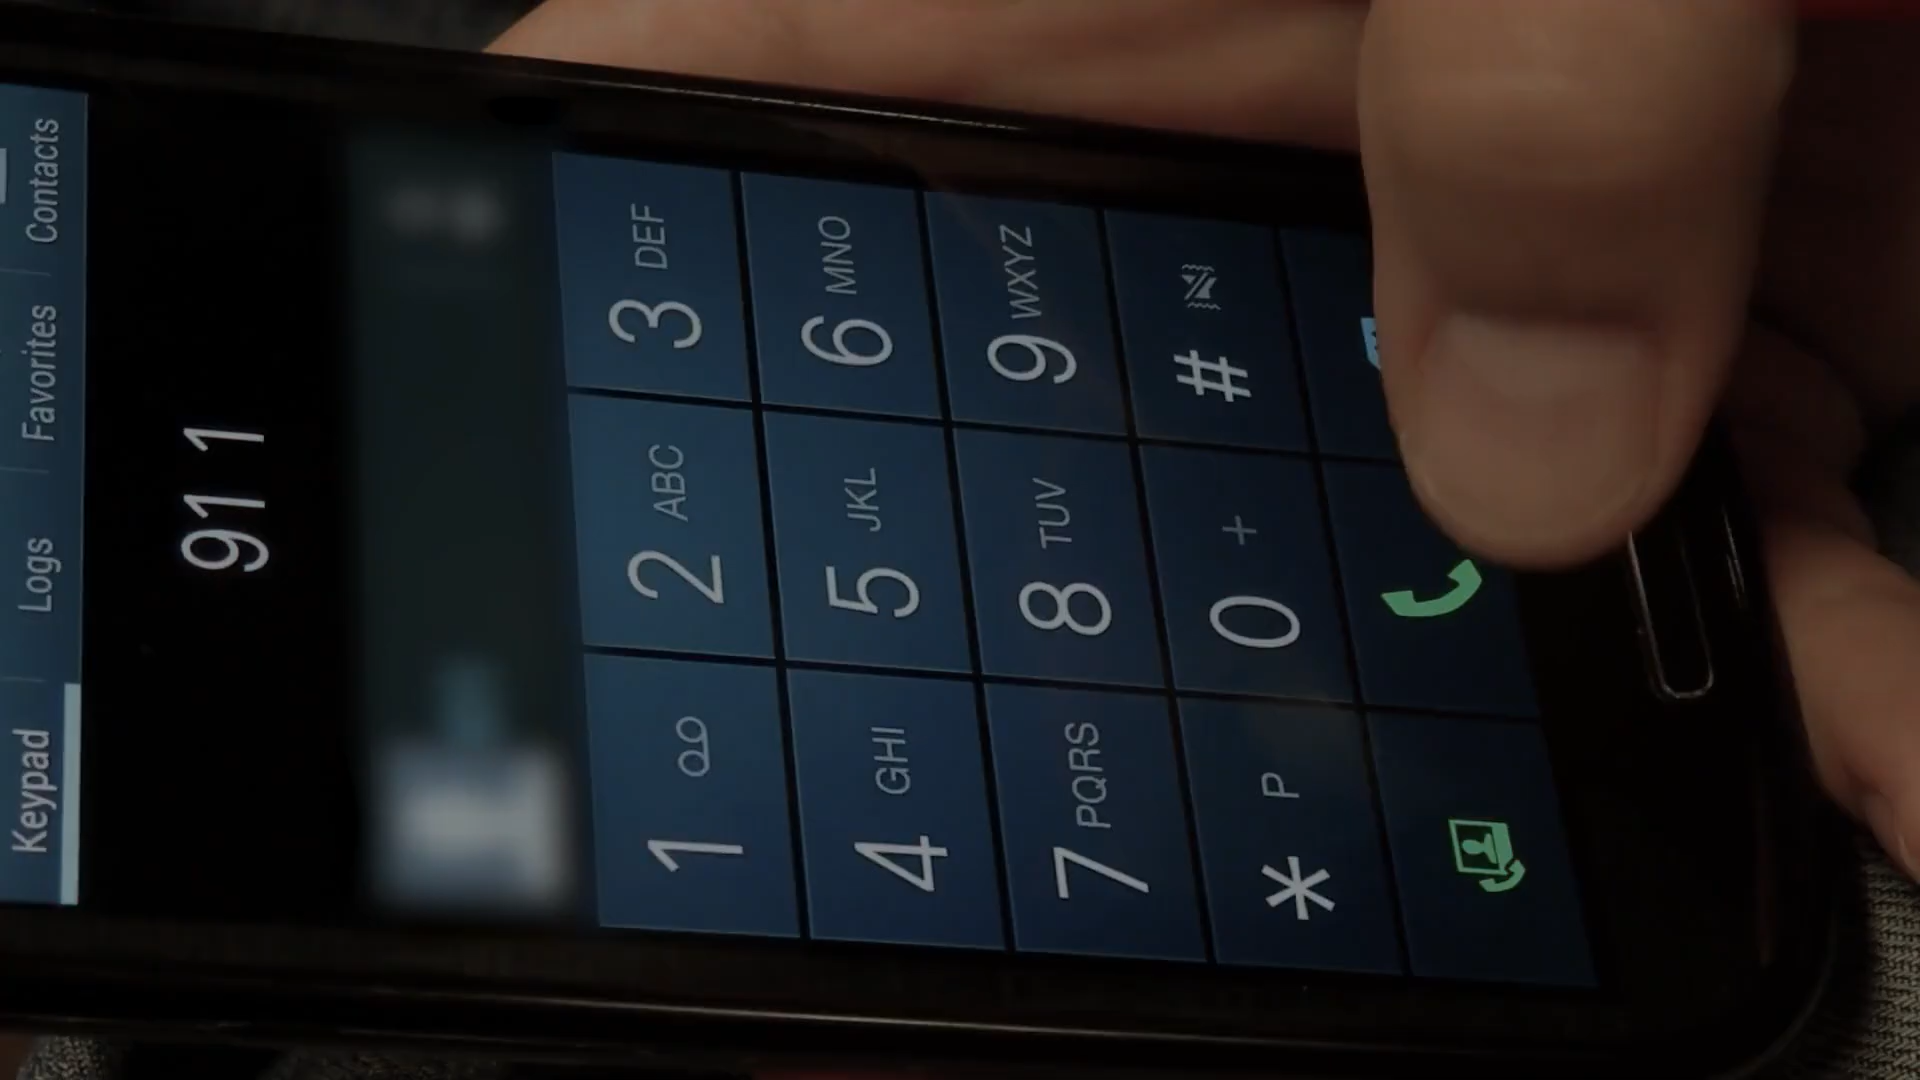 Keypad Logs Favorites Contacts
911
1 2 ABC 3 DEF
4 GHI 5 JKL 6 MNO
7 PQRS 8 TUV 9 WXYZ
* P 0 + #